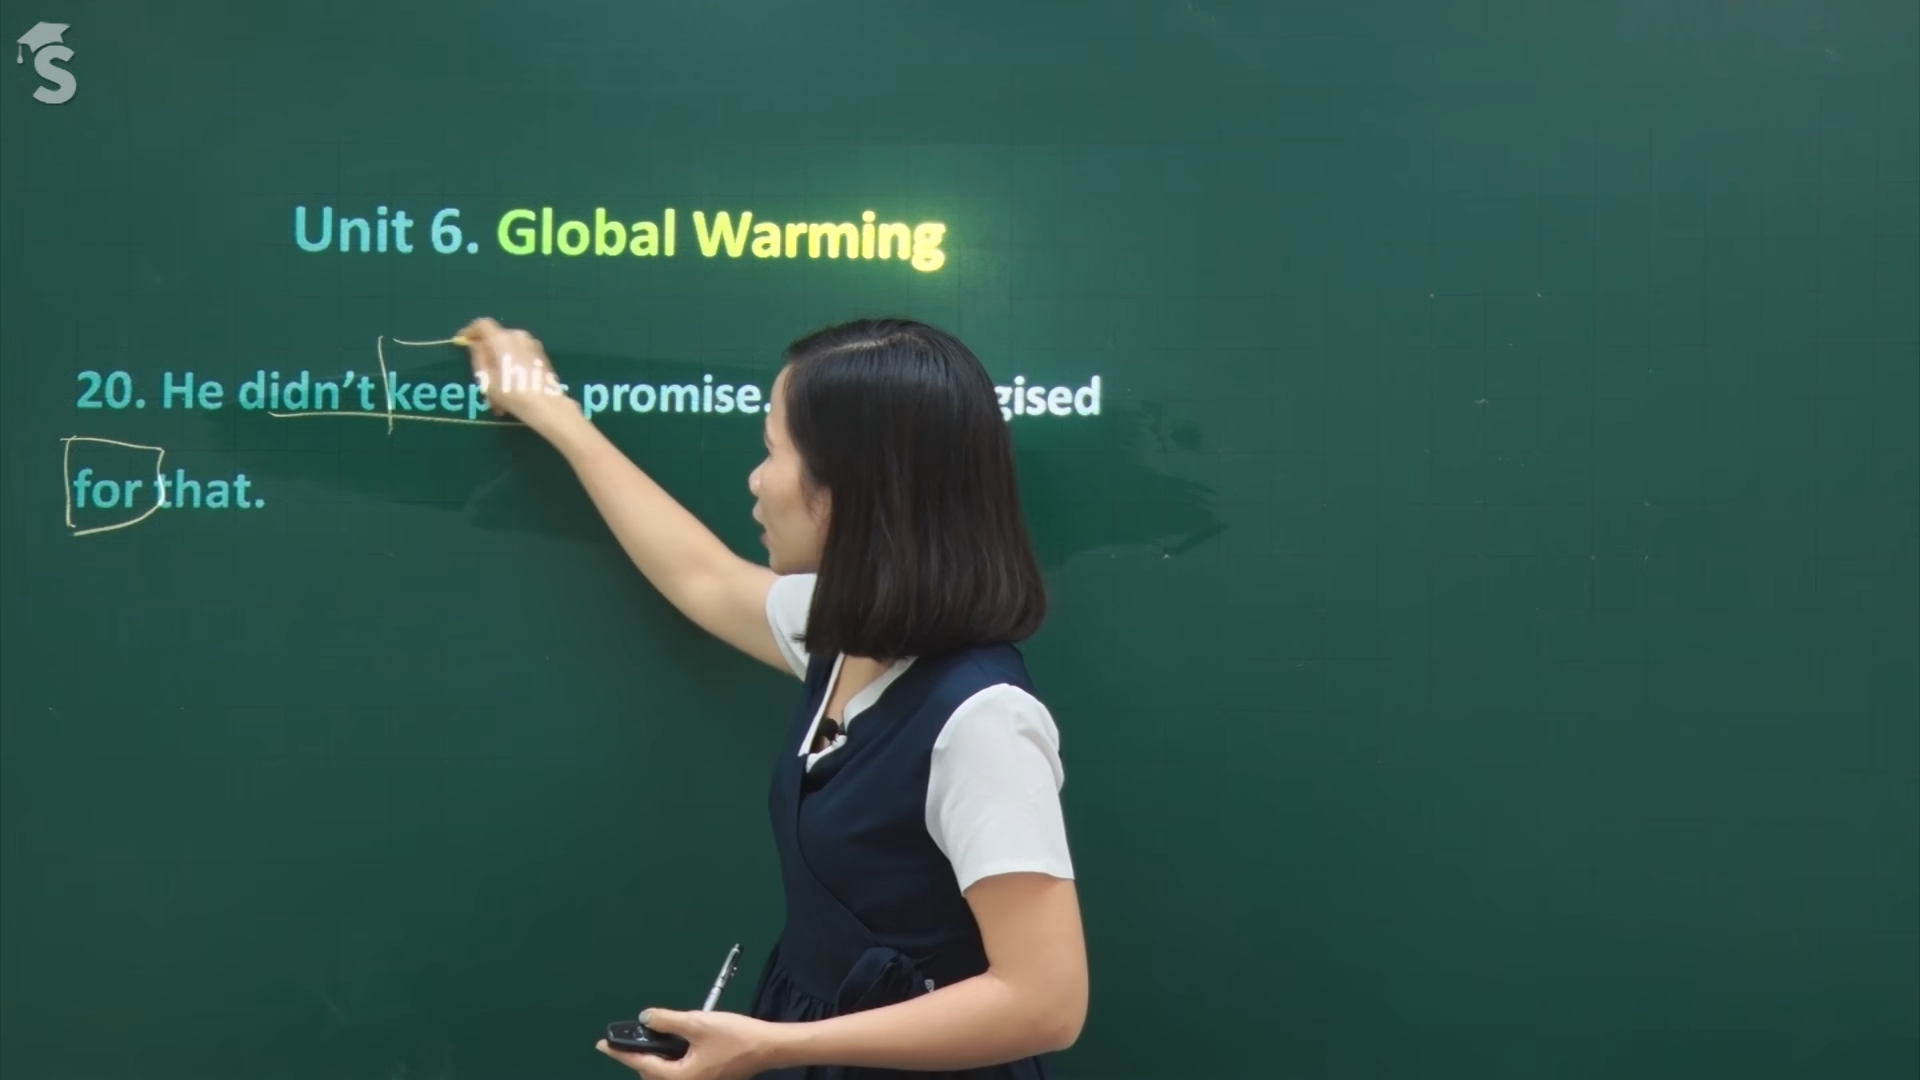 S
Unit 6. Global Warming
20. He didn't keep his promise. gised
for that.